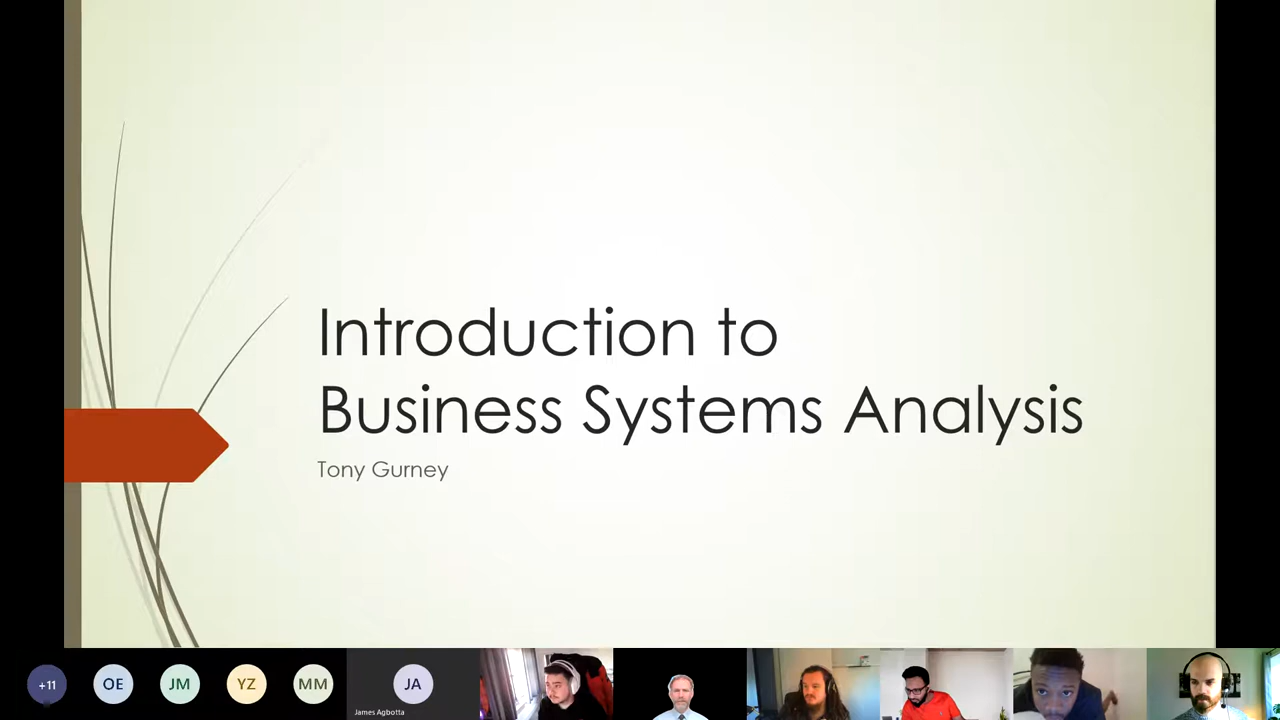 Introduction to
Business Systems Analysis
Tony Gurney
+11
OE
JM
YZ
MM
JA
James Agbotta